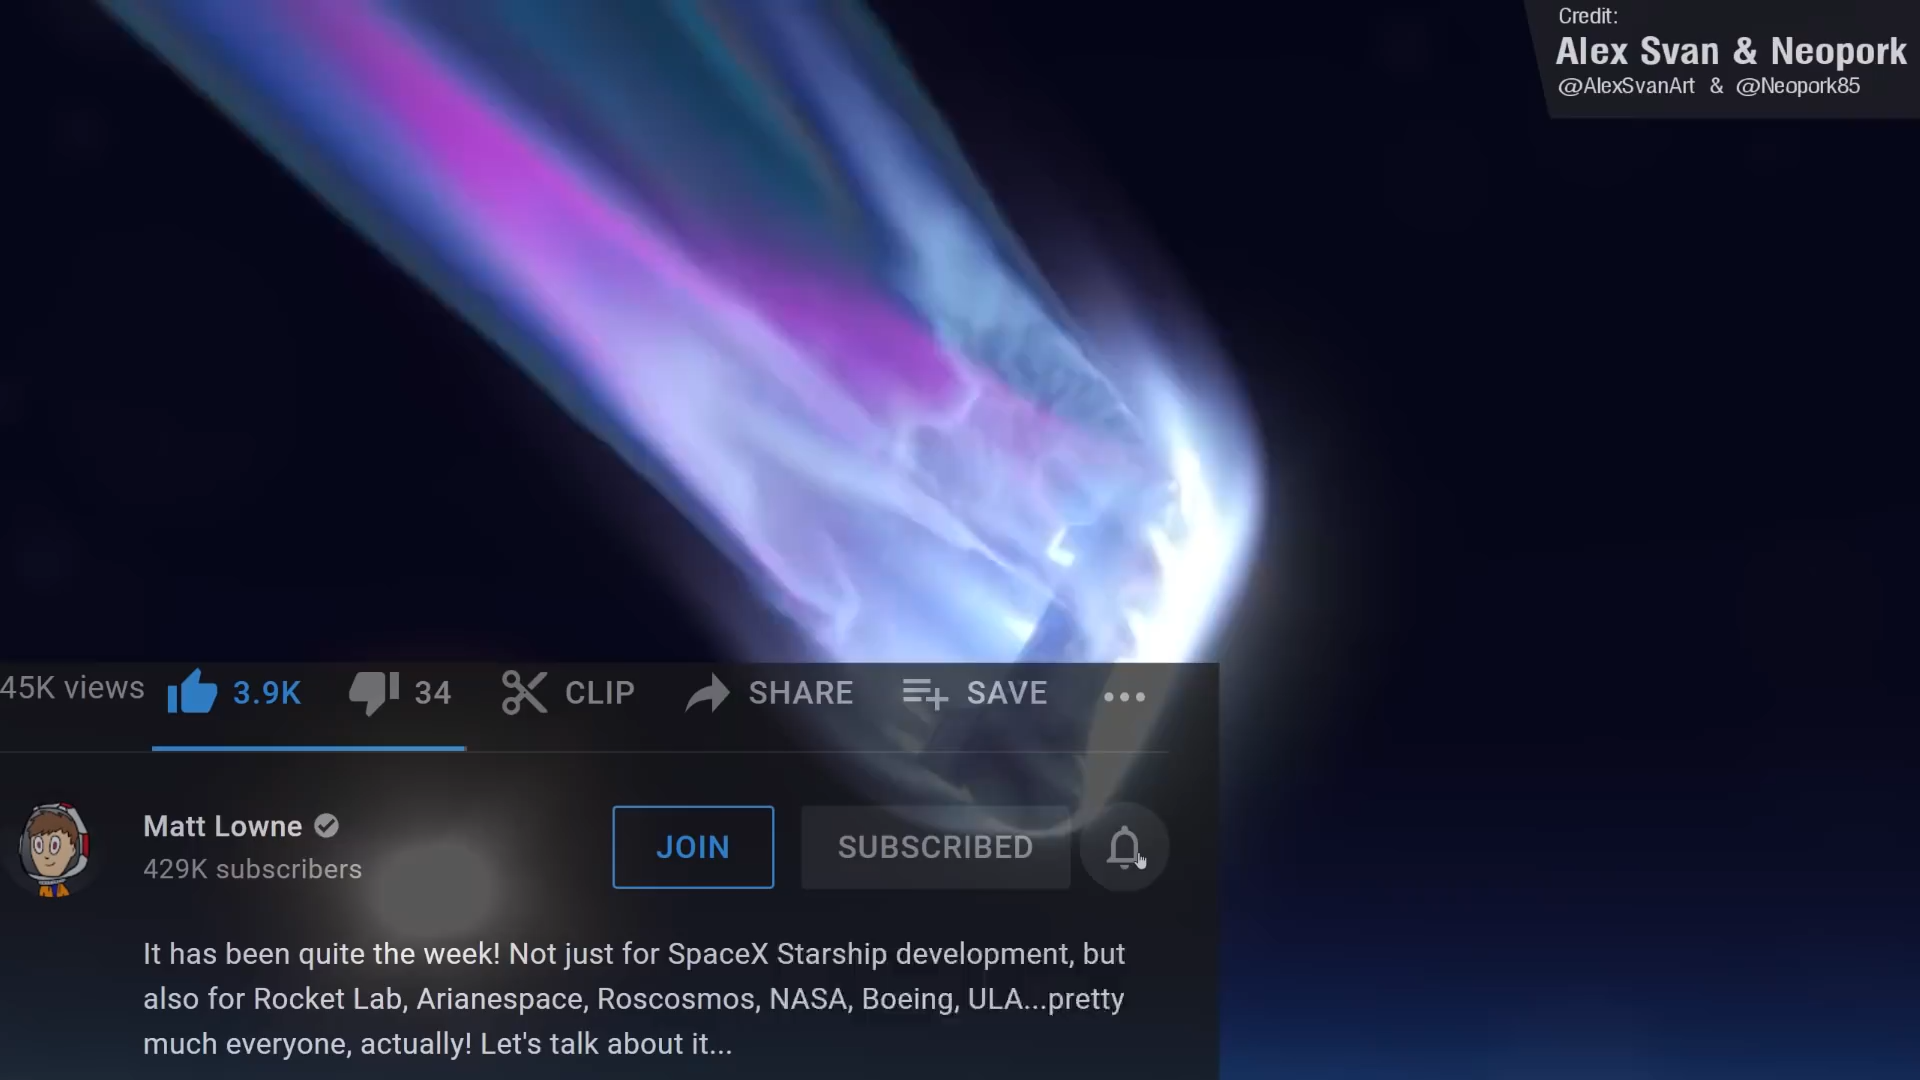 Credit:
Alex Svan & Neopork
@AlexSvanArt & @Neopork85
45K views 3.9K 34 CLIP SHARE SAVE
Matt Lowne
429K subscribers
JOIN SUBSCRIBED
It has been quite the week! Not just for SpaceX Starship development, but
also for Rocket Lab, Arianespace, Roscosmos, NASA, Boeing, ULA...pretty
much everyone, actually! Let's talk about it...